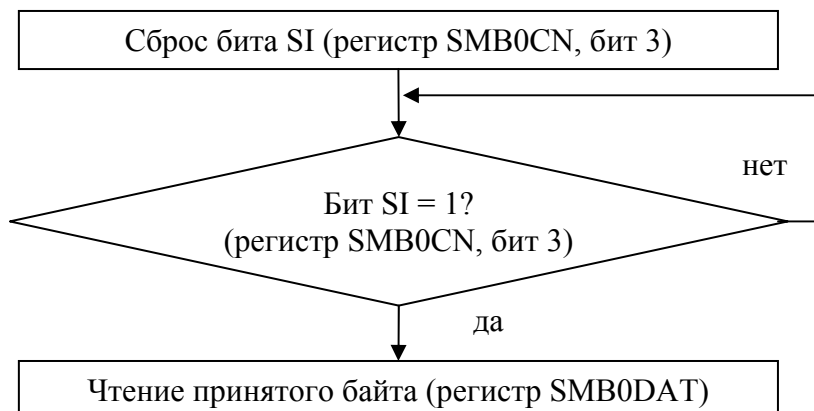 Сброс бита SI (регистр SMB0CN, бит 3)
нет
Бит SI = 1?
(регистр SMB0CN, бит 3)
да
Чтение принятого байта (регистр SMB0DAT)